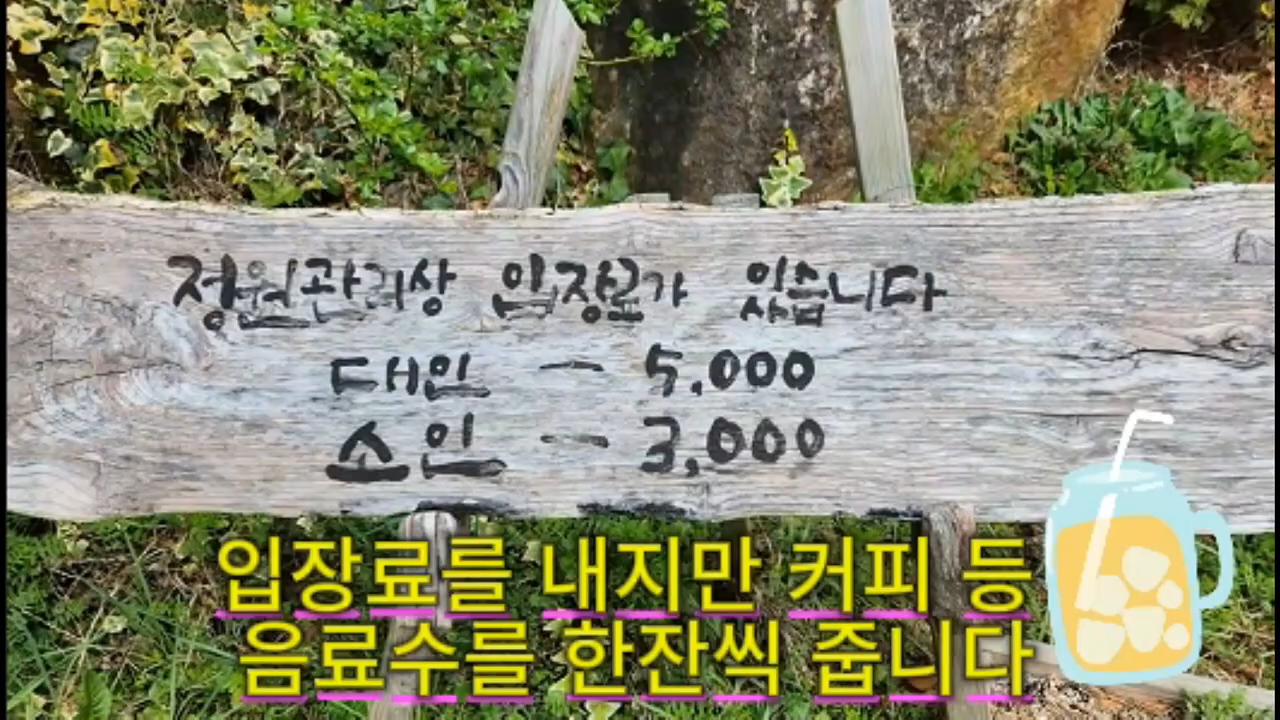 정원관리상 입장료가 있습니다
대인 - 5,000
소인 - 3,000
입장료를 내지만 커피 등
음료수를 한잔씩 줍니다